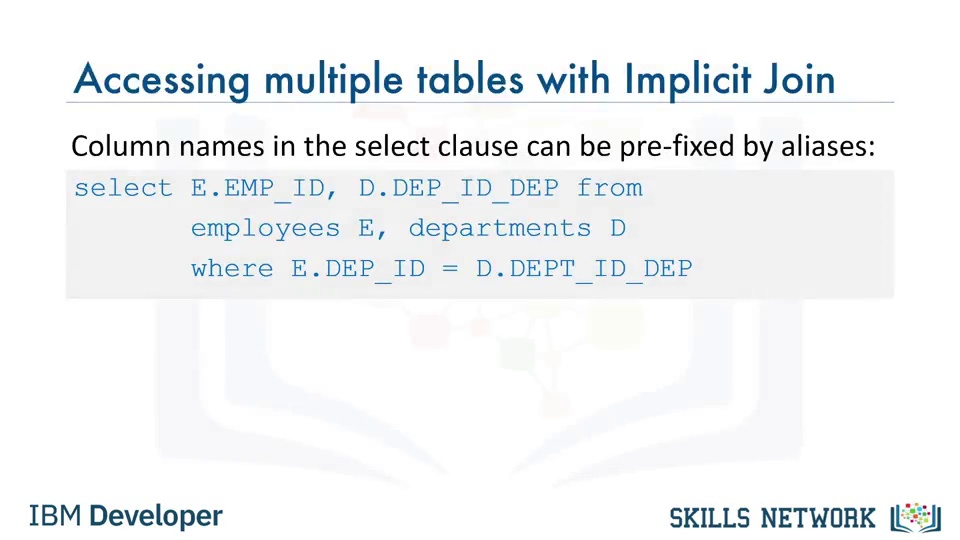 Accessing multiple tables with Implicit Join
Column names in the select clause can be pre-fixed by aliases:
select E.EMP_ID, D.DEP_ID_DEP from
employees E, departments D
where E.DEP_ID = D.DEPT_ID_DEP
IBM Developer
SKILLS NETWORK